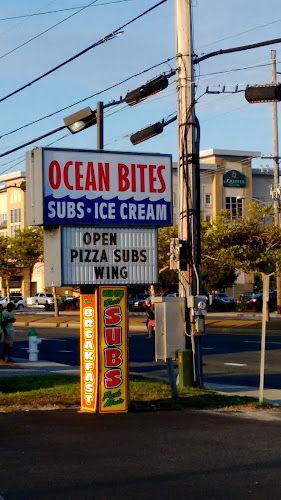 OCEAN BITES
SUBS · ICE CREAM
OPEN
PIZZA SUBS
WING
BREAKFAST
SUBS